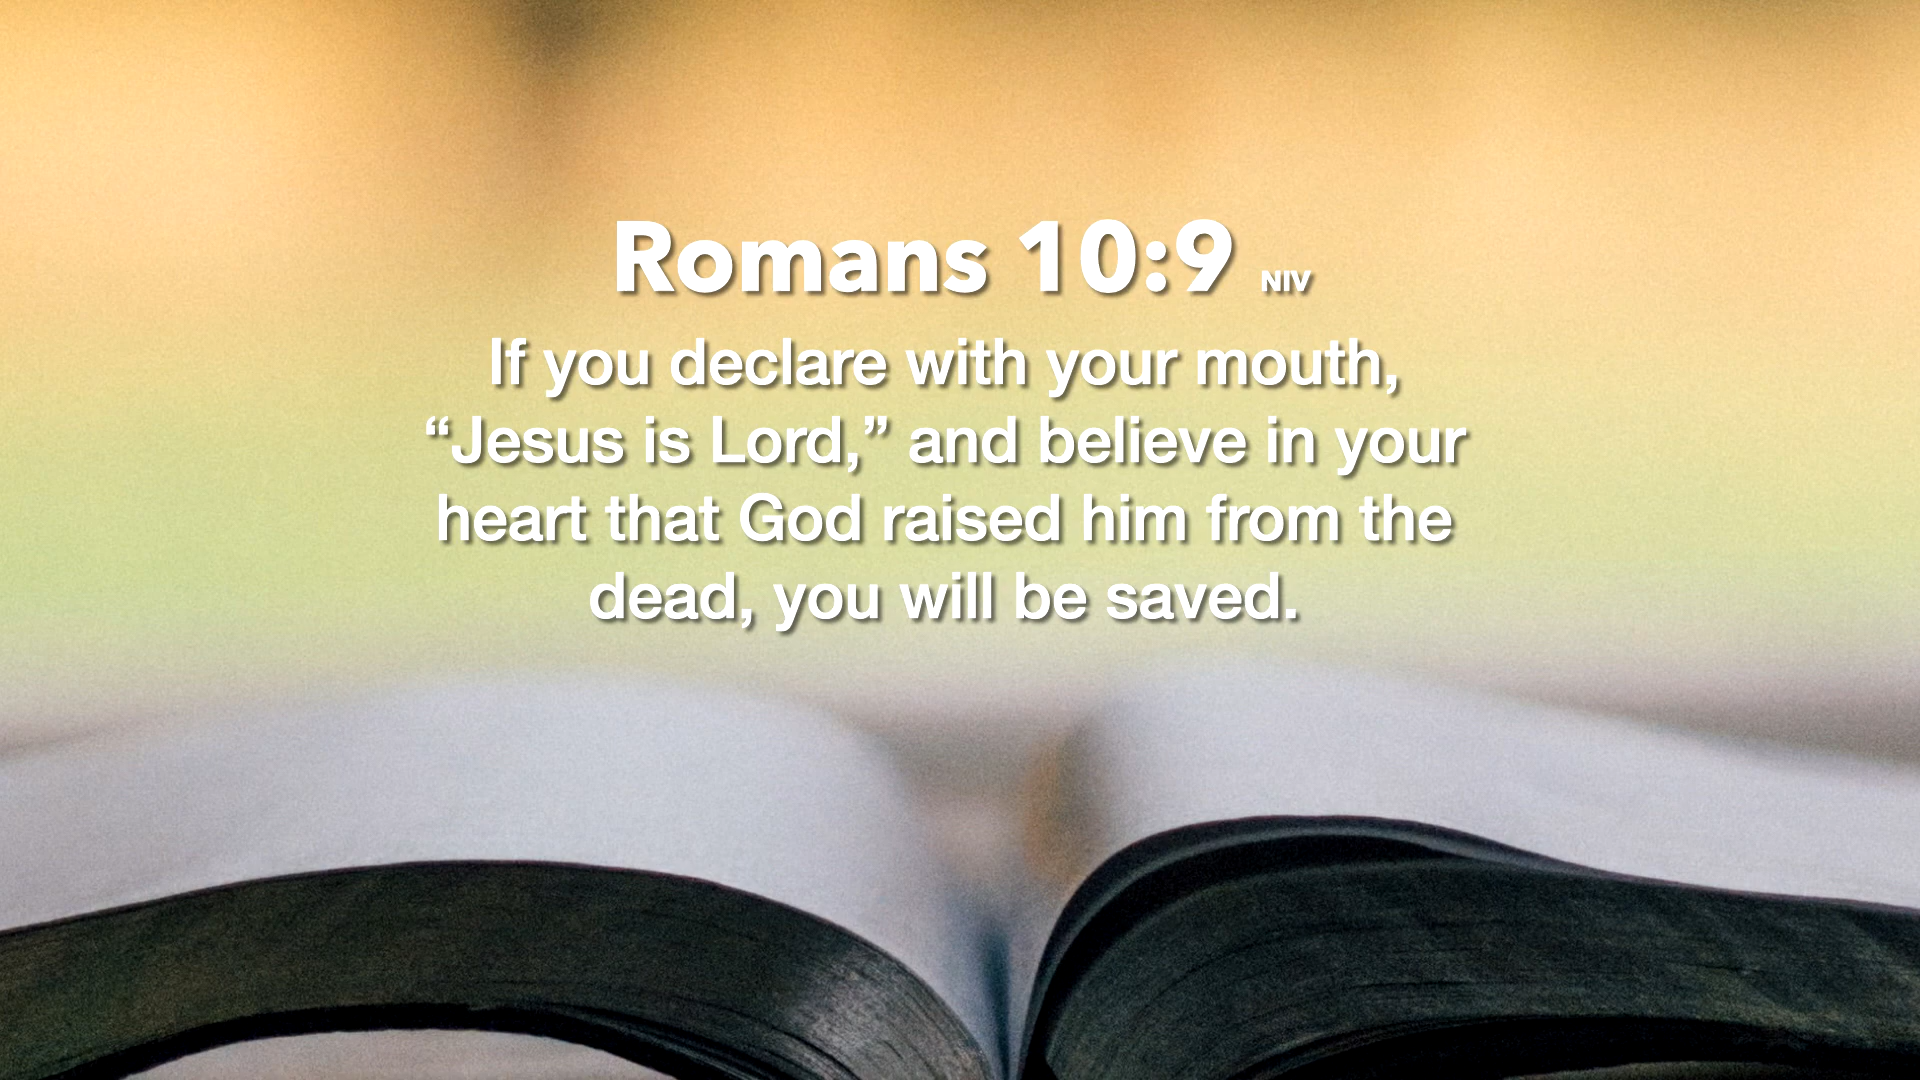 Romans 10:9 NIV
If you declare with your mouth,
“Jesus is Lord,” and believe in your
heart that God raised him from the
dead, you will be saved.